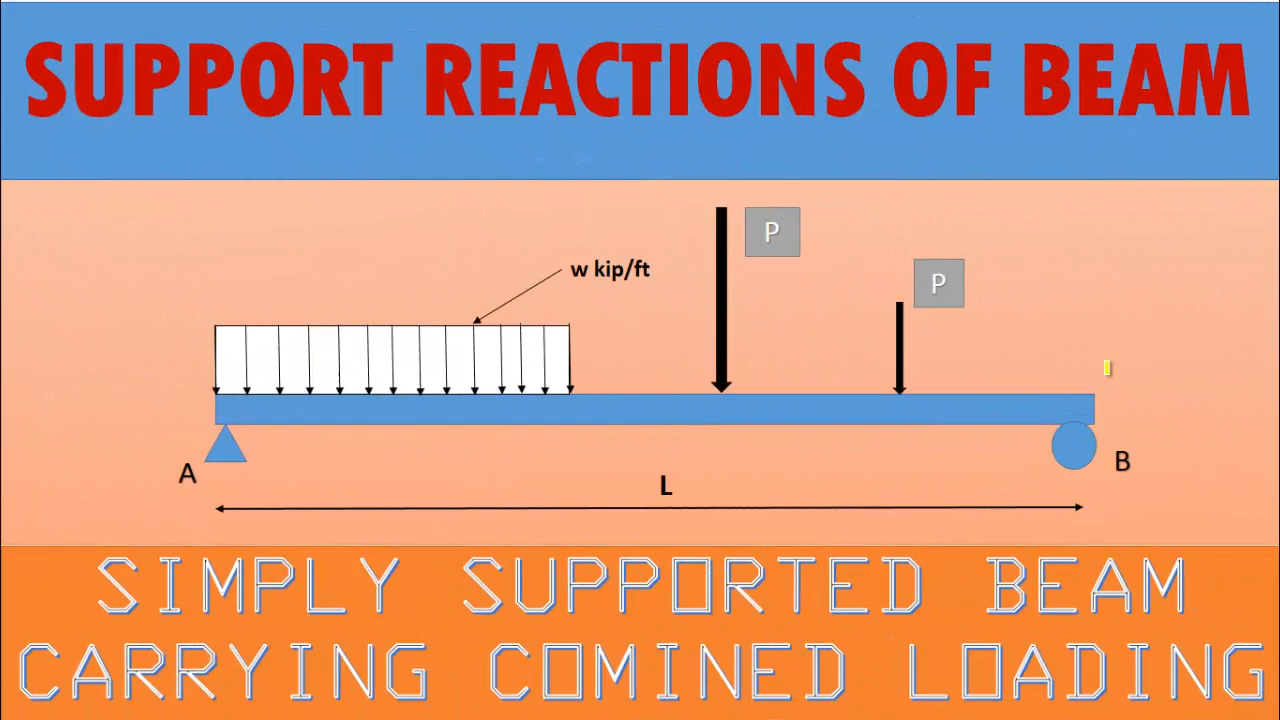 SUPPORT REACTIONS OF BEAM
P
w kip/ft
P
A
B
L
SIMPLY SUPPORTED BEAM
CARRYING COMINED LOADING